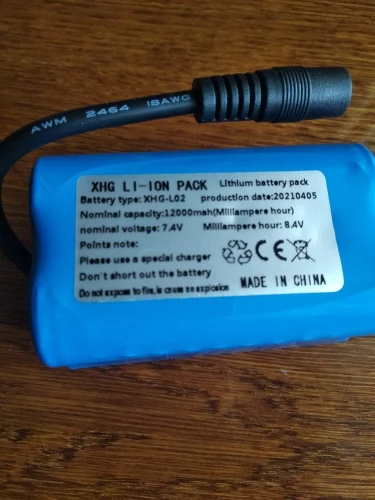 AWM 2464 18AWG
XHG LI-ION PACK Lithium battery pack
Battery type: XHG-L02 production date:20210405
Nominal capacity:12000mah(Milliampere hour)
nominal voltage: 7.4V Milliampere hour: 8.4V
Points note:
Please use a special charger
Don't short out the battery
Do not expose to fire, is cause an explosion
CE
MADE IN CHINA